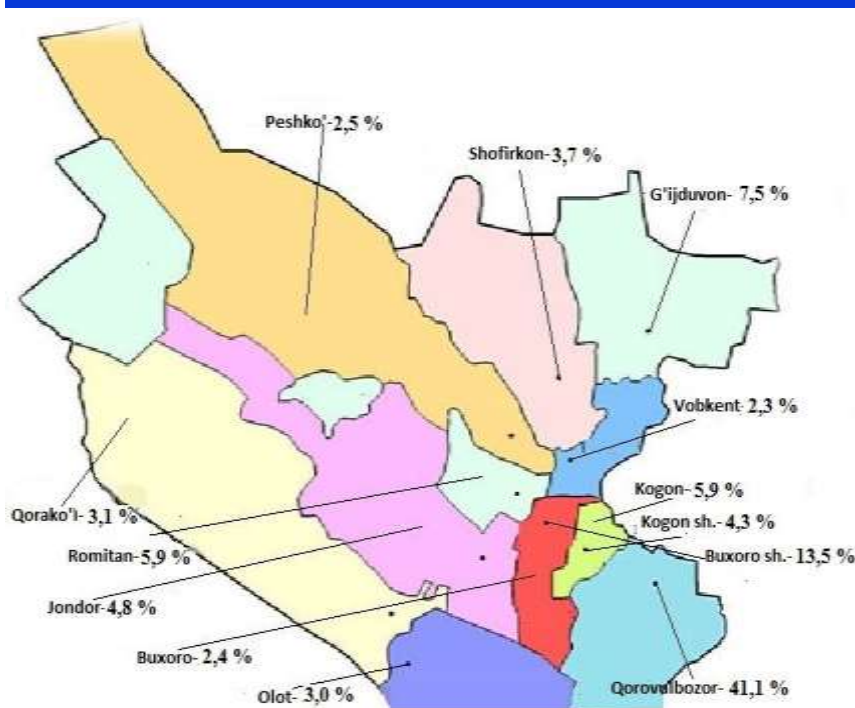 Peshko'-2,5 %
Shofirkon-3,7 %
G'ijduvon- 7,5 %
Vobkent-2,3 %
Kogon-5,9 %
Qorako'l-3,1 %
Kogon sh.-4,3 %
Romitan-5,9 %
Buxoro sh.-13,5 %
Jondor-4,8 %
Buxoro-2,4 %
Olot-3,0 %
Qorovulbozor-41,1 %